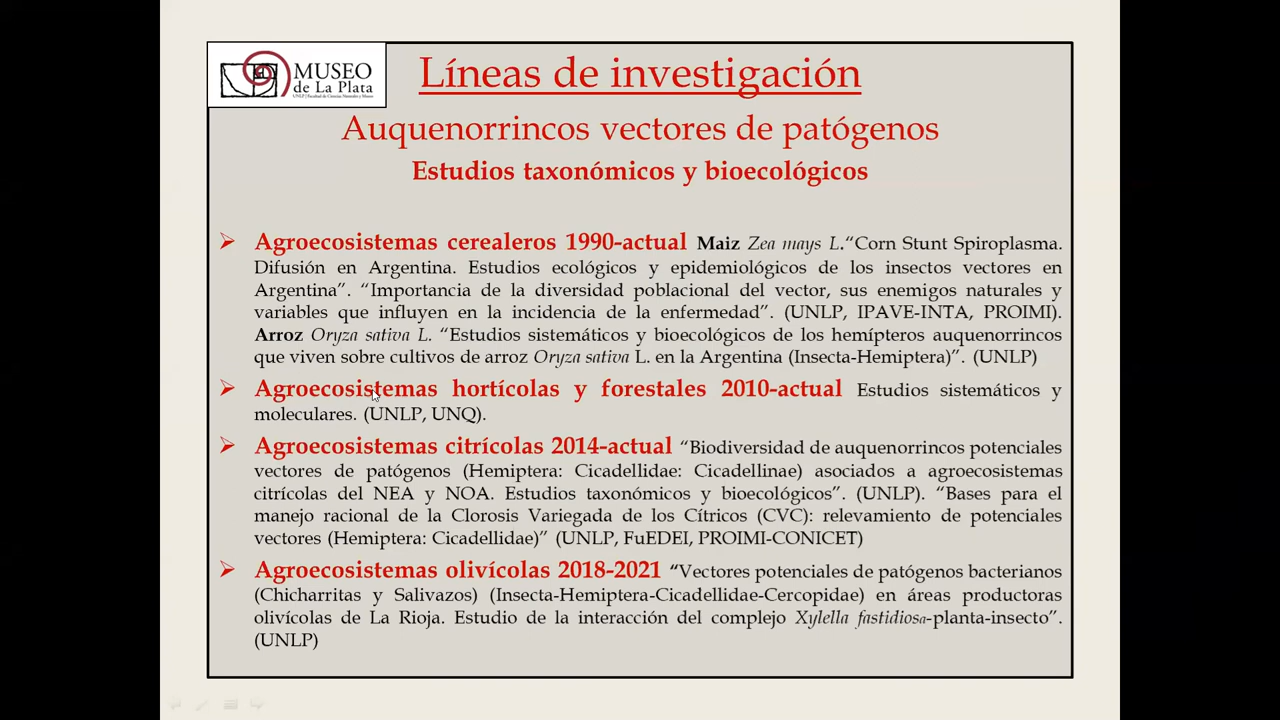 MUSEO
de La Plata
Líneas de investigación
Auquenorrincos vectores de patógenos
Estudios taxonómicos y bioecológicos
Agroecosistemas cerealeros 1990-actual Maiz Zea mays L.“Corn Stunt Spiroplasma.
Difusión en Argentina. Estudios ecológicos y epidemiológicos de los insectos vectores en
Argentina”. “Importancia de la diversidad poblacional del vector, sus enemigos naturales y
variables que influyen en la incidencia de la enfermedad”. (UNLP, IPAVE-INTA, PROIMI).
Arroz Oryza sativa L. “Estudios sistemáticos y bioecológicos de los hemípteros auquenorrincos
que viven sobre cultivos de arroz Oryza sativa L. en la Argentina (Insecta-Hemiptera)”. (UNLP)
Agroecosistemas hortícolas y forestales 2010-actual Estudios sistemáticos y
moleculares. (UNLP, UNQ).
Agroecosistemas citrícolas 2014-actual “Biodiversidad de auquenorrincos potenciales
vectores de patógenos (Hemiptera: Cicadellidae: Cicadellinae) asociados a agroecosistemas
citrícolas del NEA y NOA. Estudios taxonómicos y bioecológicos”. (UNLP). “Bases para el
manejo racional de la Clorosis Variegada de los Cítricos (CVC): relevamiento de potenciales
vectores (Hemiptera: Cicadellidae)” (UNLP, FuEDEI, PROIMI-CONICET)
Agroecosistemas olivícolas 2018-2021 “Vectores potenciales de patógenos bacterianos
(Chicharritas y Salivazos) (Insecta-Hemiptera-Cicadellidae-Cercopidae) en áreas productoras
olivícolas de La Rioja. Estudio de la interacción del complejo Xylella fastidiosa-planta-insecto”.
(UNLP)